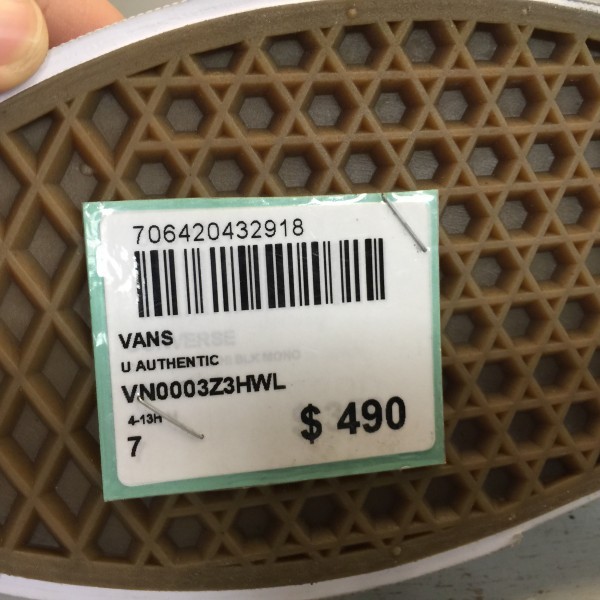 706420432918
VANS
U AUTHENTIC
VN0003Z3HWL
4-13H
7
$ 490